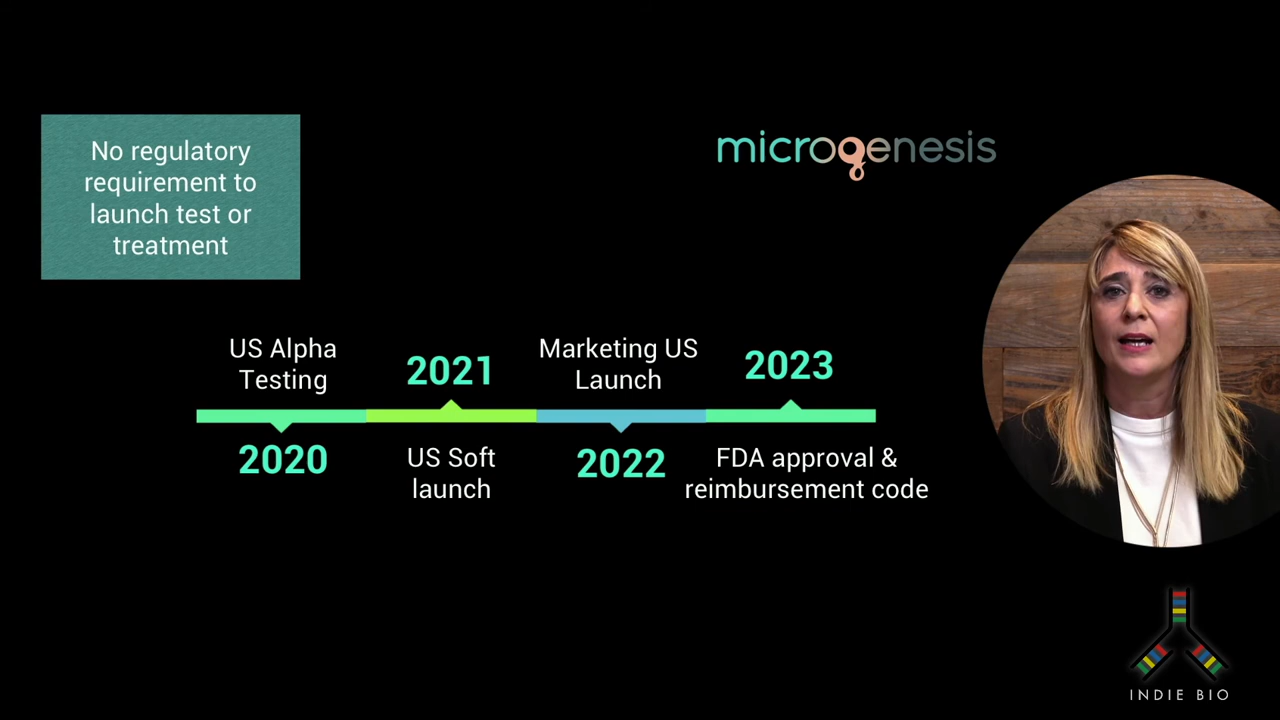 No regulatory
requirement to
launch test or
treatment
microgenesis
US Alpha
Testing
2020
2021
US Soft
launch
Marketing US
Launch
2022
2023
FDA approval &
reimbursement code
INDIE BIO